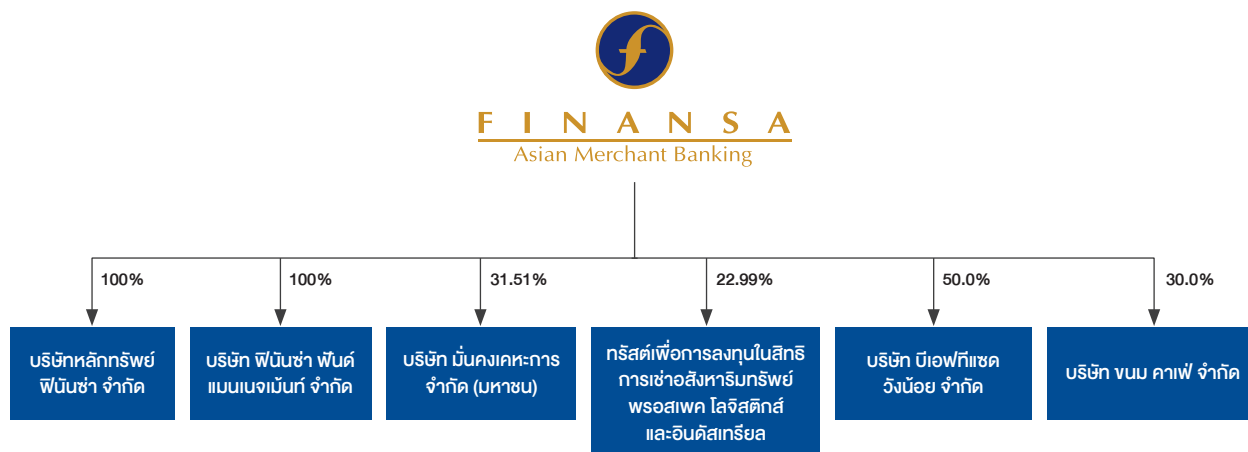 F I N A N S A
Asian Merchant Banking
100%
100%
31.51%
22.99%
50.0%
30.0%
บริษัทหลักทรัพย์
ฟินันซ่า จำกัด
บริษัท ฟินันซ่า ฟันด์
แมนเนจเม้นท์ จำกัด
บริษัท มั่นคงเคหะการ
จำกัด (มหาชน)
ทรัสต์เพื่อการลงทุนในสิทธิ
การเช่าอสังหาริมทรัพย์
พรอสเพค โลจิสติกส์
และอินดัสเทรียล
บริษัท บีเอฟทีแซด
วังน้อย จำกัด
บริษัท ขนม คาเฟ่ จำกัด